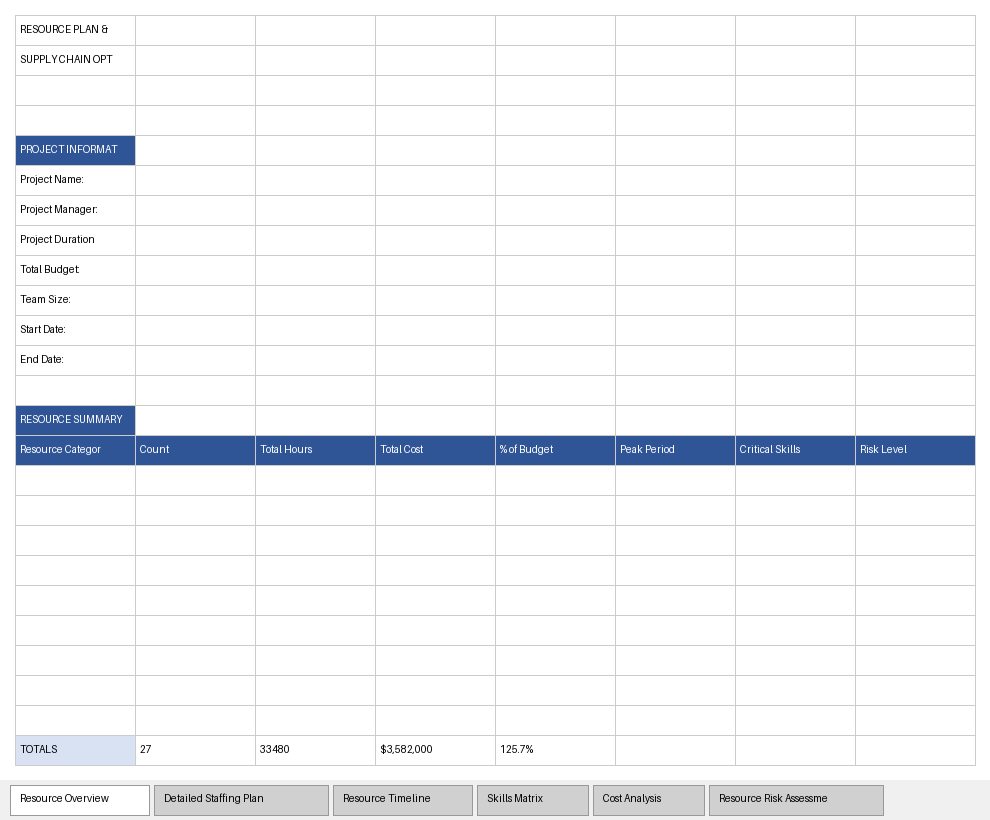 RESOURCE PLAN &
SUPPLY CHAIN OPT
PROJECT INFORMAT
Project Name:
Project Manager:
Project Duration
Total Budget:
Team Size:
Start Date:
End Date:
RESOURCE SUMMARY
Resource Categor Count Total Hours Total Cost % of Budget Peak Period Critical Skills Risk Level
TOTALS 27 33480 $3,582,000 125.7%
Resource Overview Detailed Staffing Plan Resource Timeline Skills Matrix Cost Analysis Resource Risk Assessme